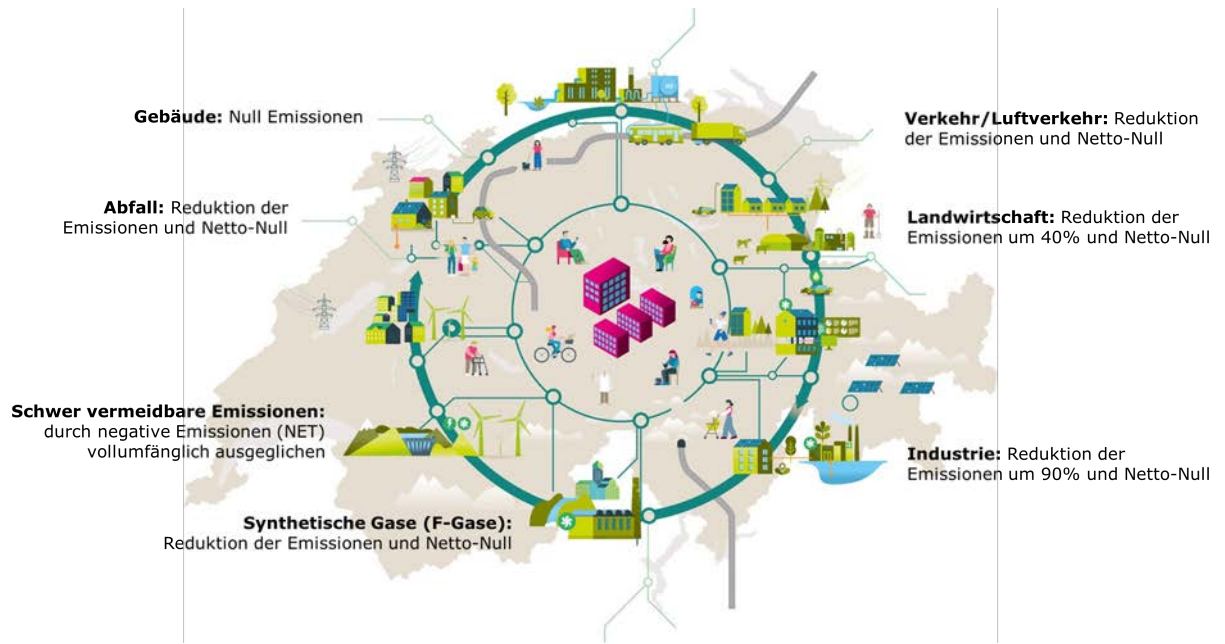 Gebäude: Null Emissionen
Abfall: Reduktion der
Emissionen und Netto-Null
Schwer vermeidbare Emissionen:
durch negative Emissionen (NET)
vollumfänglich ausgeglichen
Synthetische Gase (F-Gase):
Reduktion der Emissionen und Netto-Null
Verkehr/Luftverkehr: Reduktion
der Emissionen und Netto-Null
Landwirtschaft: Reduktion der
Emissionen um 40% und Netto-Null
Industrie: Reduktion der
Emissionen um 90% und Netto-Null